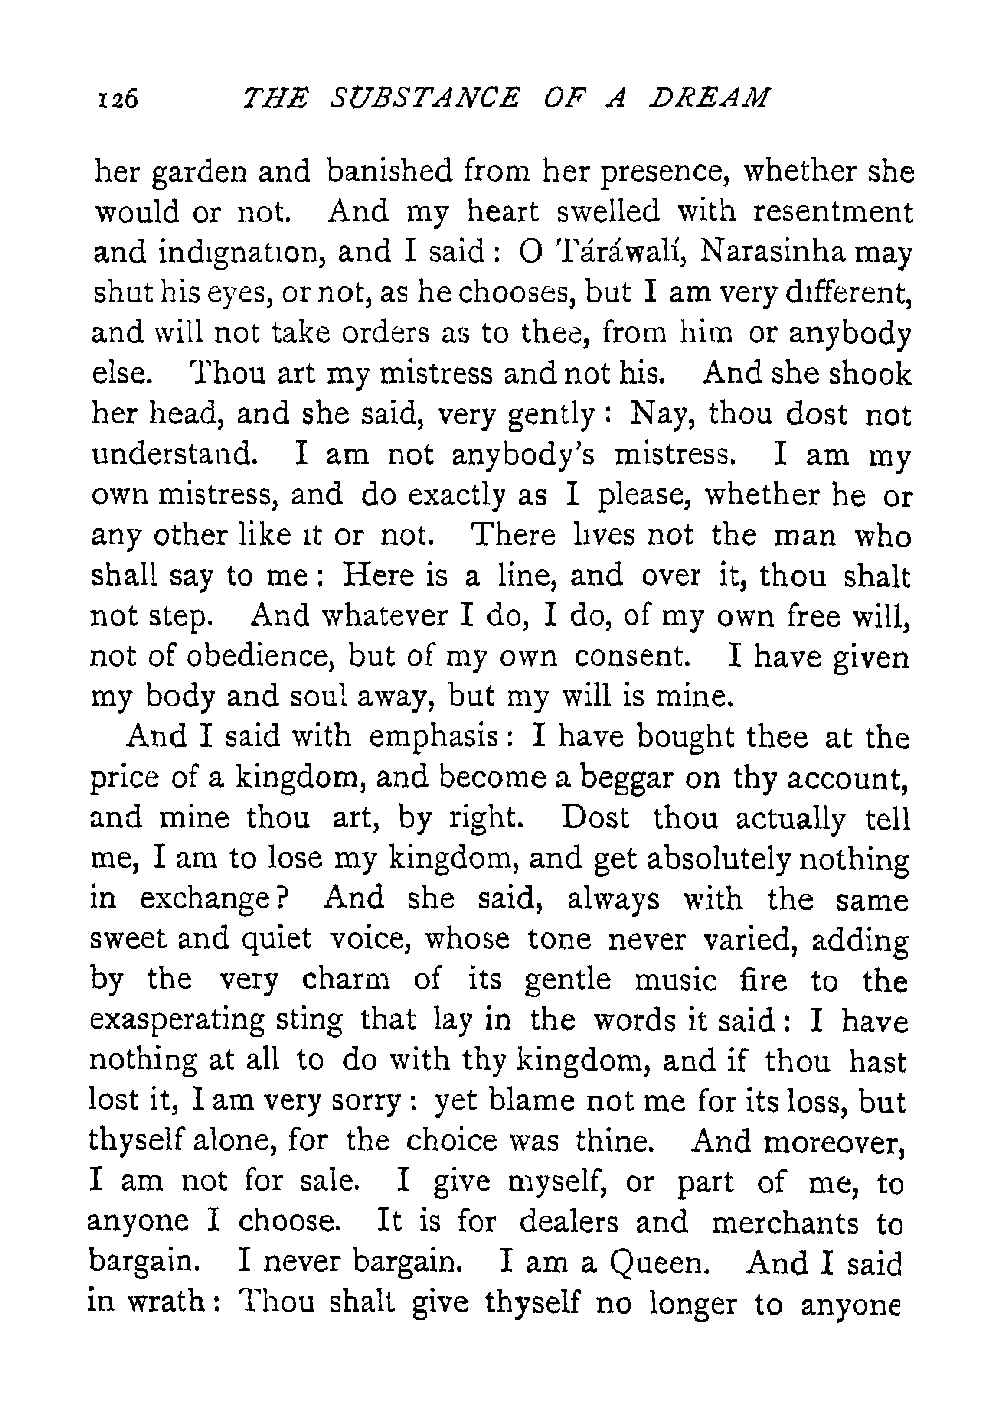 126 THE SUBSTANCE OF A DREAM
her garden and banished from her presence, whether she
would or not. And my heart swelled with resentment
and indignation, and I said: O Táráwalí, Narasinha may
shut his eyes, or not, as he chooses, but I am very different,
and will not take orders as to thee, from him or anybody
else. Thou art my mistress and not his. And she shook
her head, and she said, very gently: Nay, thou dost not
understand. I am not anybody's mistress. I am my
own mistress, and do exactly as I please, whether he or
any other like it or not. There lives not the man who
shall say to me: Here is a line, and over it, thou shalt
not step. And whatever I do, I do, of my own free will,
not of obedience, but of my own consent. I have given
my body and soul away, but my will is mine.
And I said with emphasis: I have bought thee at the
price of a kingdom, and become a beggar on thy account,
and mine thou art, by right. Dost thou actually tell
me, I am to lose my kingdom, and get absolutely nothing
in exchange? And she said, always with the same
sweet and quiet voice, whose tone never varied, adding
by the very charm of its gentle music fire to the
exasperating sting that lay in the words it said: I have
nothing at all to do with thy kingdom, and if thou hast
lost it, I am very sorry: yet blame not me for its loss, but
thyself alone, for the choice was thine. And moreover,
I am not for sale. I give myself, or part of me, to
anyone I choose. It is for dealers and merchants to
bargain. I never bargain. I am a Queen. And I said
in wrath: Thou shalt give thyself no longer to anyone